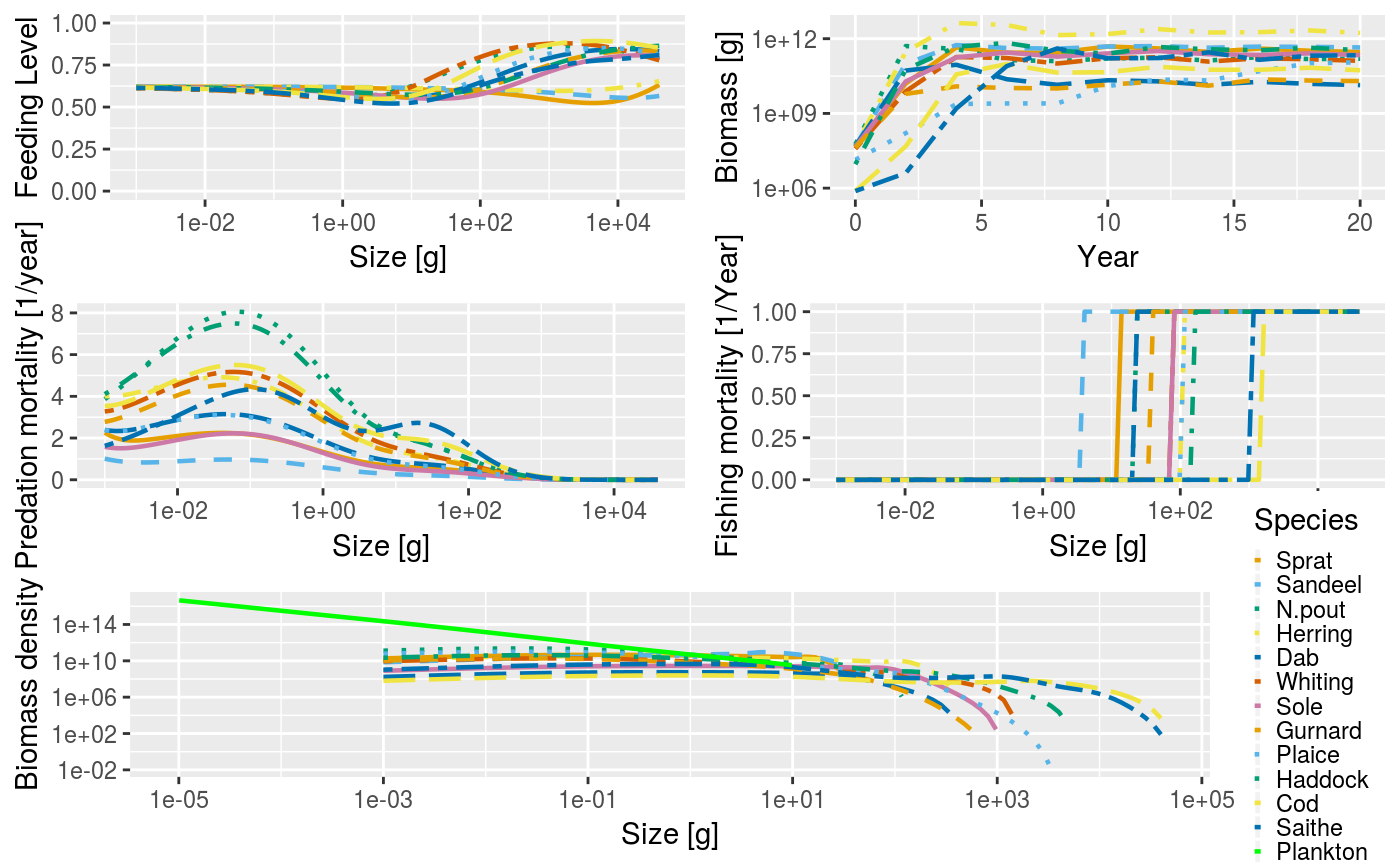 Feeding Level
1.00
0.75
0.50
0.25
0.00
1e-02 1e+00 1e+02 1e+04
Size [g]
Biomass [g]
1e+12
1e+09
1e+06
0 5 10 15 20
Year
Predation mortality [1/year]
8
6
4
2
0
1e-02 1e+00 1e+02 1e+04
Size [g]
Fishing mortality [1/Year]
1.00
0.75
0.50
0.25
0.00
1e-02 1e+00 1e+02
Size [g]
Biomass density
1e+14
1e+10
1e+06
1e+02
1e-02
1e-05 1e-03 1e-01 1e+01 1e+03 1e+05
Size [g]
Species
Sprat
Sandeel
N.pout
Herring
Dab
Whiting
Sole
Gurnard
Plaice
Haddock
Cod
Saithe
Plankton